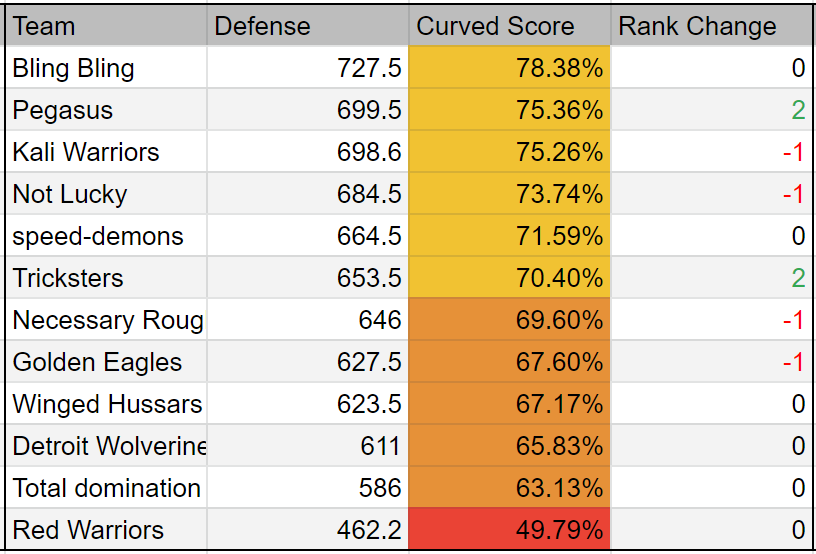 Team Defense Curved Score Rank Change
Bling Bling 727.5 78.38% 0
Pegasus 699.5 75.36% 2
Kali Warriors 698.6 75.26% -1
Not Lucky 684.5 73.74% -1
speed-demons 664.5 71.59% 0
Tricksters 653.5 70.40% 2
Necessary Roug 646 69.60% -1
Golden Eagles 627.5 67.60% -1
Winged Hussars 623.5 67.17% 0
Detroit Wolverine 611 65.83% 0
Total domination 586 63.13% 0
Red Warriors 462.2 49.79% 0